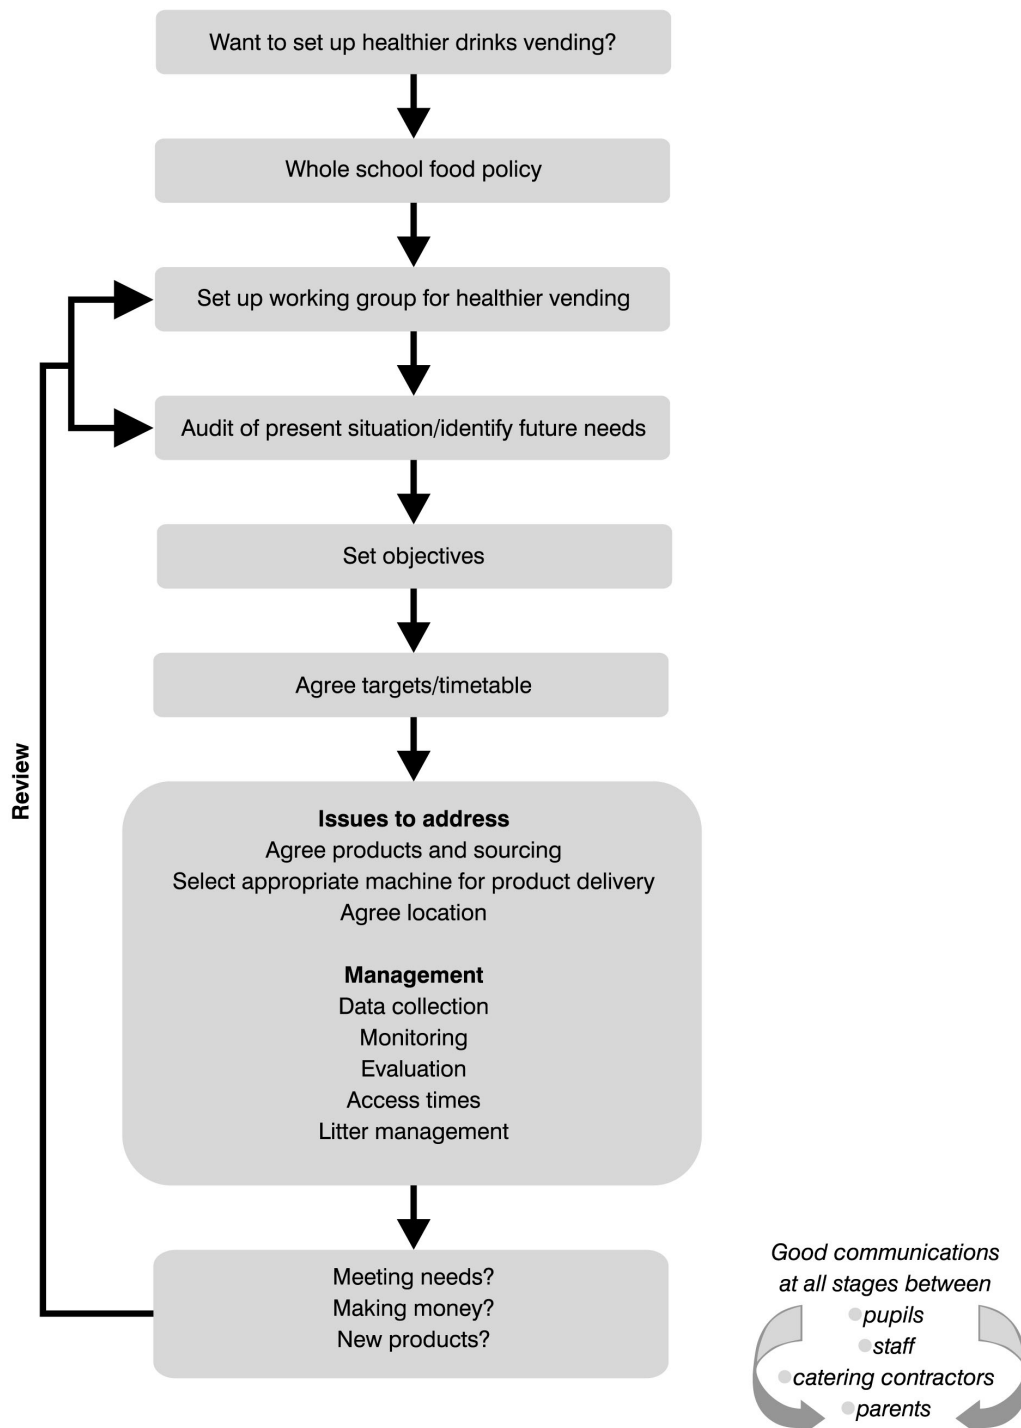 Want to set up healthier drinks vending?
Whole school food policy
Set up working group for healthier vending
Audit of present situation/identify future needs
Set objectives
Agree targets/timetable
Issues to address
Agree products and sourcing
Select appropriate machine for product delivery
Agree location
Management
Data collection
Monitoring
Evaluation
Access times
Litter management
Meeting needs?
Making money?
New products?
Review
Good communications
at all stages between
pupils
staff
catering contractors
parents